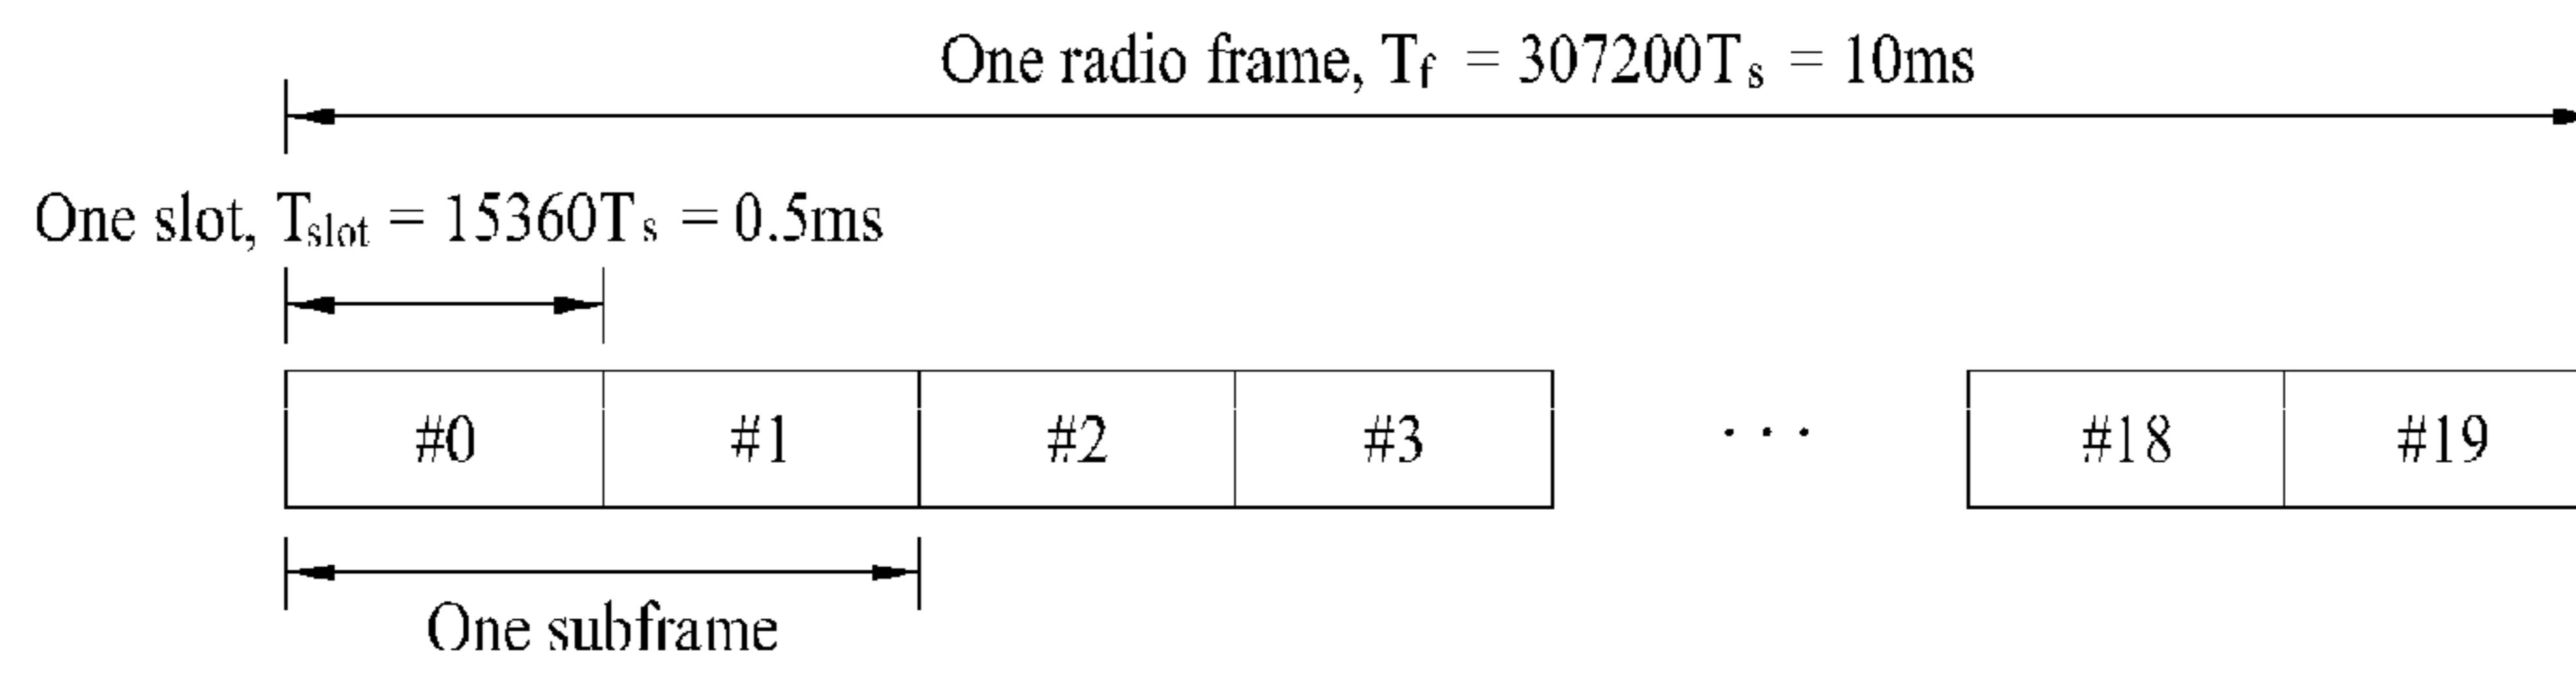 One radio frame, Tf = 307200Ts = 10ms
One slot, Tslot = 15360Ts = 0.5ms
#0 #1 #2 #3 ··· #18 #19
One subframe